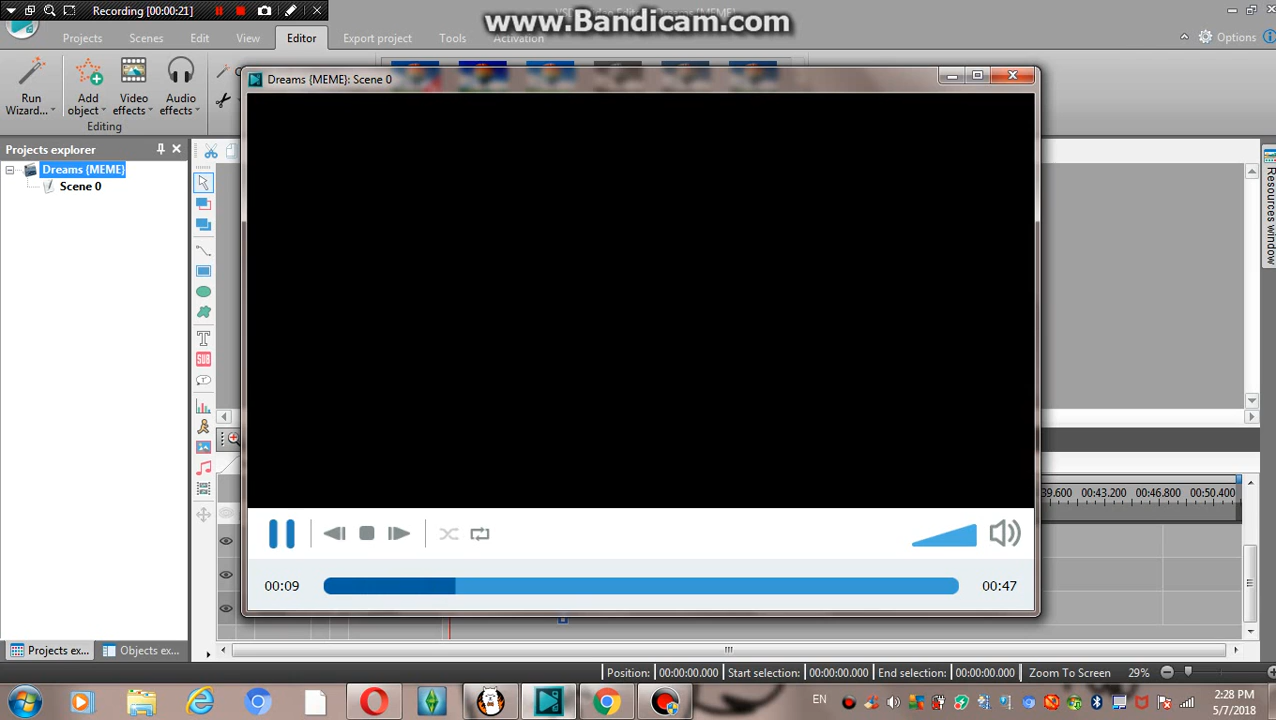 Recording [00:00:21]
www.Bandicam.com
Projects
Scenes
Edit
View
Editor
Export project
Tools
Activation
Options
Run
Wizard...
Add
object
Video
effects
Audio
effects
Editing
Dreams {MEME}: Scene 0
Projects explorer
Dreams {MEME}
Scene 0
T
SUB
Resources window
39.600 00:43.200 00:46.800 00:50.400
00:09
00:47
Projects ex...
Objects ex...
Position: 00:00:00.000 Start selection: 00:00:00.000 End selection: 00:00:00.000 Zoom To Screen 29%
EN
2:28 PM
5/7/2018